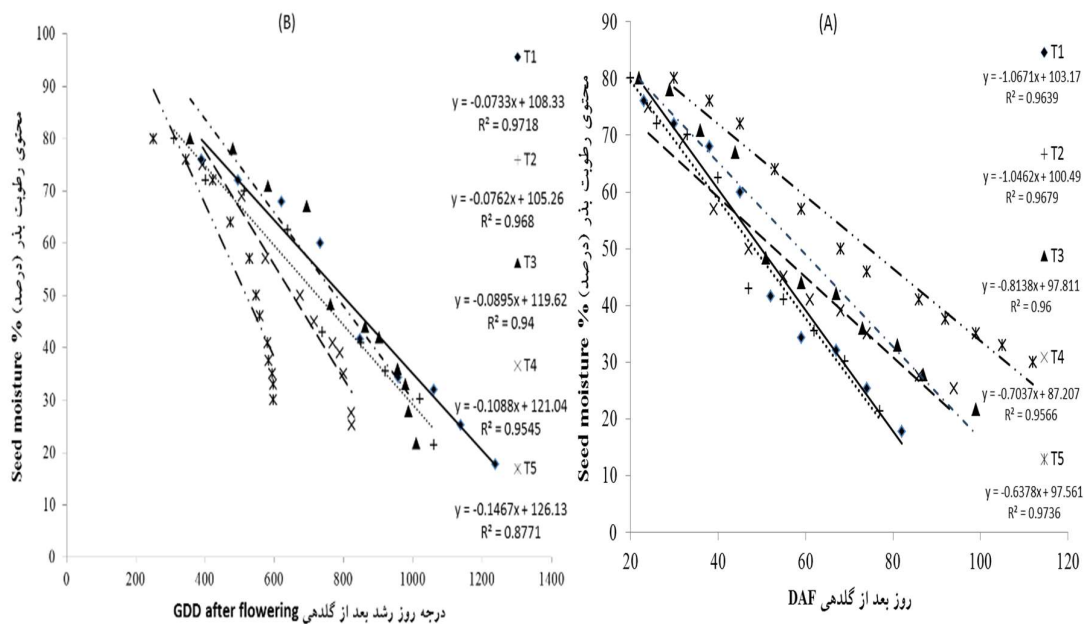 (B)
Seed moisture % محتوی رطوبت بذر (درصد)
100
90
80
70
60
50
40
30
20
10
0
0 200 400 600 800 1000 1200 1400
درجه روز رشد بعد از گلدهی GDD after flowering
T1
y = -0.0733x + 108.33
R² = 0.9718
T2
y = -0.0762x + 105.26
R² = 0.968
T3
y = -0.0895x + 119.62
R² = 0.94
T4
y = -0.1088x + 121.04
R² = 0.9545
T5
y = -0.1467x + 126.13
R² = 0.8771
(A)
Seed moisture % محتوی رطوبت بذر (درصد)
90
80
70
60
50
40
30
20
10
0
20 40 60 80 100 120
روز بعد از گلدهی DAF
T1
y = -1.0671x + 103.17
R² = 0.9639
T2
y = -1.0462x + 100.49
R² = 0.9679
T3
y = -0.8138x + 97.811
R² = 0.96
T4
y = -0.7037x + 87.207
R² = 0.9566
T5
y = -0.6378x + 97.561
R² = 0.9736